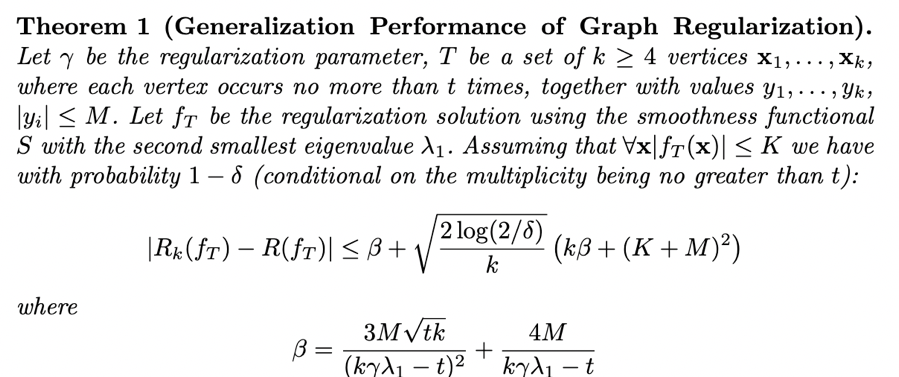 Theorem 1 (Generalization Performance of Graph Regularization).
Let γ be the regularization parameter, T be a set of k ≥ 4 vertices x₁, . . . , xₖ,
where each vertex occurs no more than t times, together with values y₁, . . . , yₖ,
|yᵢ| ≤ M. Let f_T be the regularization solution using the smoothness functional
S with the second smallest eigenvalue λ₁. Assuming that ∀x|f_T(x)| ≤ K we have
with probability 1 − δ (conditional on the multiplicity being no greater than t):
|Rₖ(f_T) − R(f_T)| ≤ β + √(2 log(2/δ) / k) (kβ + (K + M)²)
where
β = 3M√(tk) / (kγλ₁ − t)² + 4M / (kγλ₁ − t)